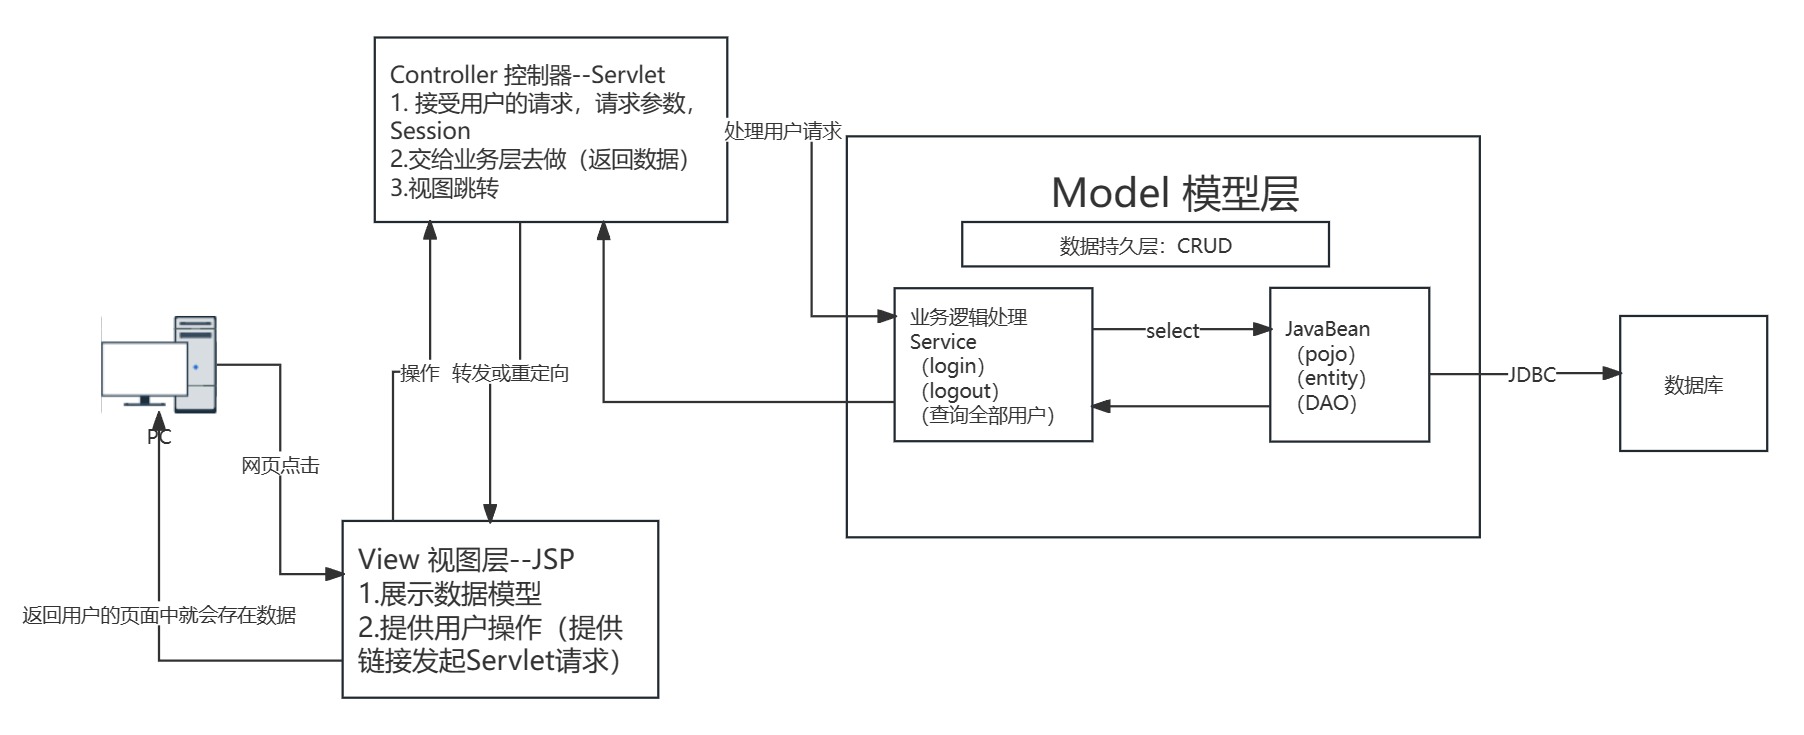 Controller 控制器--Servlet
1. 接受用户的请求，请求参数，
Session
2.交给业务层去做（返回数据）
3.视图跳转
处理用户请求
Model 模型层
数据持久层：CRUD
业务逻辑处理
Service
（login）
（logout）
（查询全部用户）
select
JavaBean
（pojo）
（entity）
（DAO）
JDBC
数据库
操作
转发或重定向
PC
网页点击
返回用户的页面中就会存在数据
View 视图层--JSP
1.展示数据模型
2.提供用户操作（提供
链接发起Servlet请求）